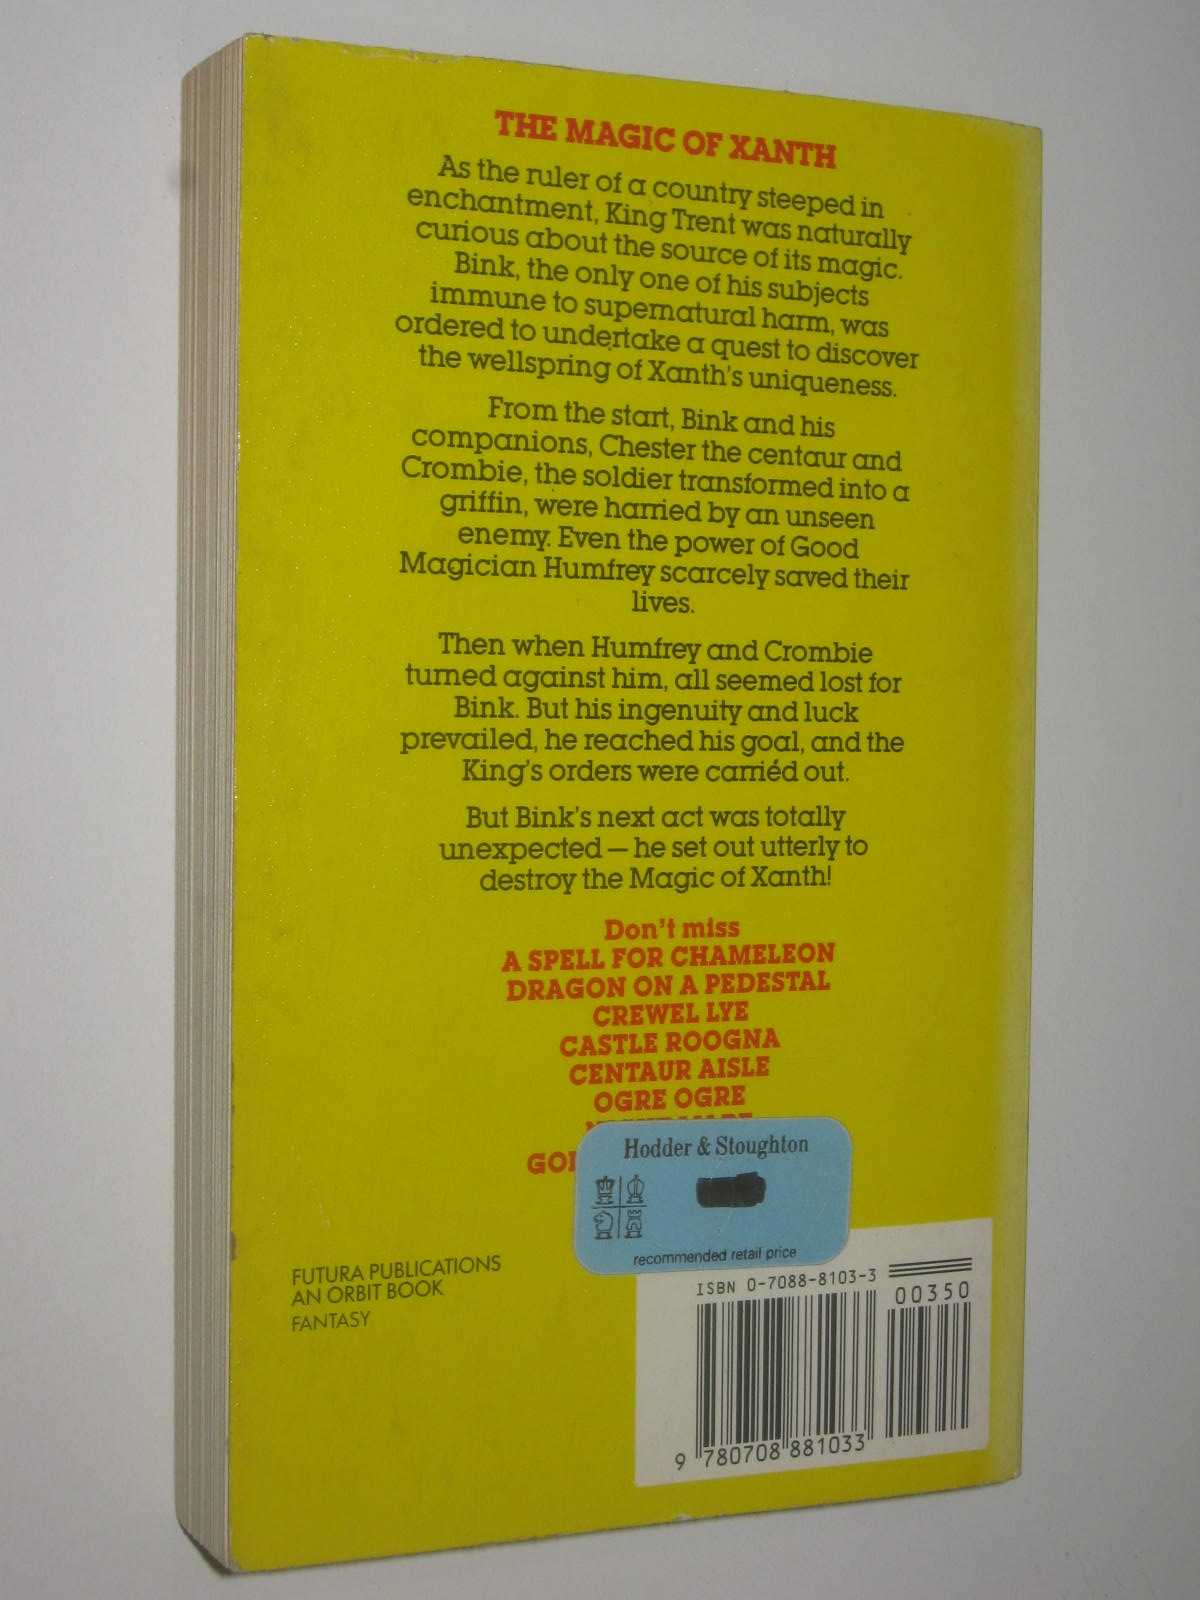 THE MAGIC OF XANTH
As the ruler of a country steeped in
enchantment, King Trent was naturally
curious about the source of its magic.
Bink, the only one of his subjects
immune to supernatural harm, was
ordered to undertake a quest to discover
the wellspring of Xanth's uniqueness.
From the start, Bink and his
companions, Chester the centaur and
Crombie, the soldier transformed into a
griffin, were harried by an unseen
enemy. Even the power of Good
Magician Humfrey scarcely saved their
lives.
Then when Humfrey and Crombie
turned against him, all seemed lost for
Bink. But his ingenuity and luck
prevailed, he reached his goal, and the
King's orders were carried out.
But Bink's next act was totally
unexpected — he set out utterly to
destroy the Magic of Xanth!
Don't miss
A SPELL FOR CHAMELEON
DRAGON ON A PEDESTAL
CREWEL LYE
CASTLE ROOGNA
CENTAUR AISLE
OGRE OGRE
Hodder & Stoughton
recommended retail price
FUTURA PUBLICATIONS
AN ORBIT BOOK
FANTASY
ISBN 0-7088-8103-3
00350
9 780708 881033